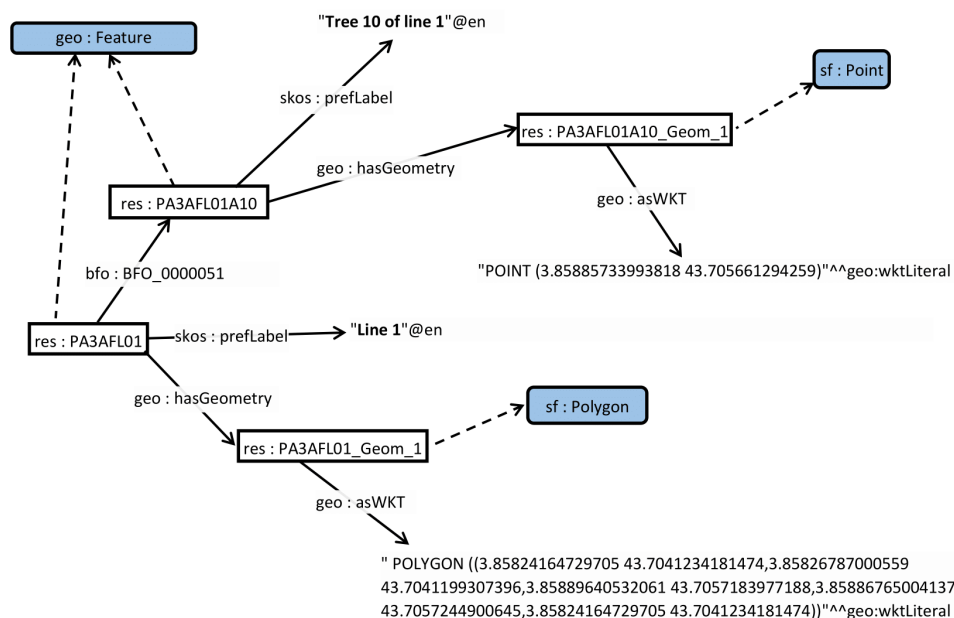 "Tree 10 of line 1"@en
geo : Feature
sf : Point
skos : prefLabel
res : PA3AFL01A10_Geom_1
geo : hasGeometry
res : PA3AFL01A10
geo : asWKT
"POINT (3.85885733993818 43.705661294259)"^^geo:wktLiteral
bfo : BFO_0000051
"Line 1"@en
skos : prefLabel
res : PA3AFL01
geo : hasGeometry
sf : Polygon
res : PA3AFL01_Geom_1
geo : asWKT
" POLYGON ((3.85824164729705 43.7041234181474,3.85826787000559
43.7041199307396,3.85889640532061 43.7057183977188,3.85886765004137
43.7057244900645,3.85824164729705 43.7041234181474))"^^geo:wktLiteral